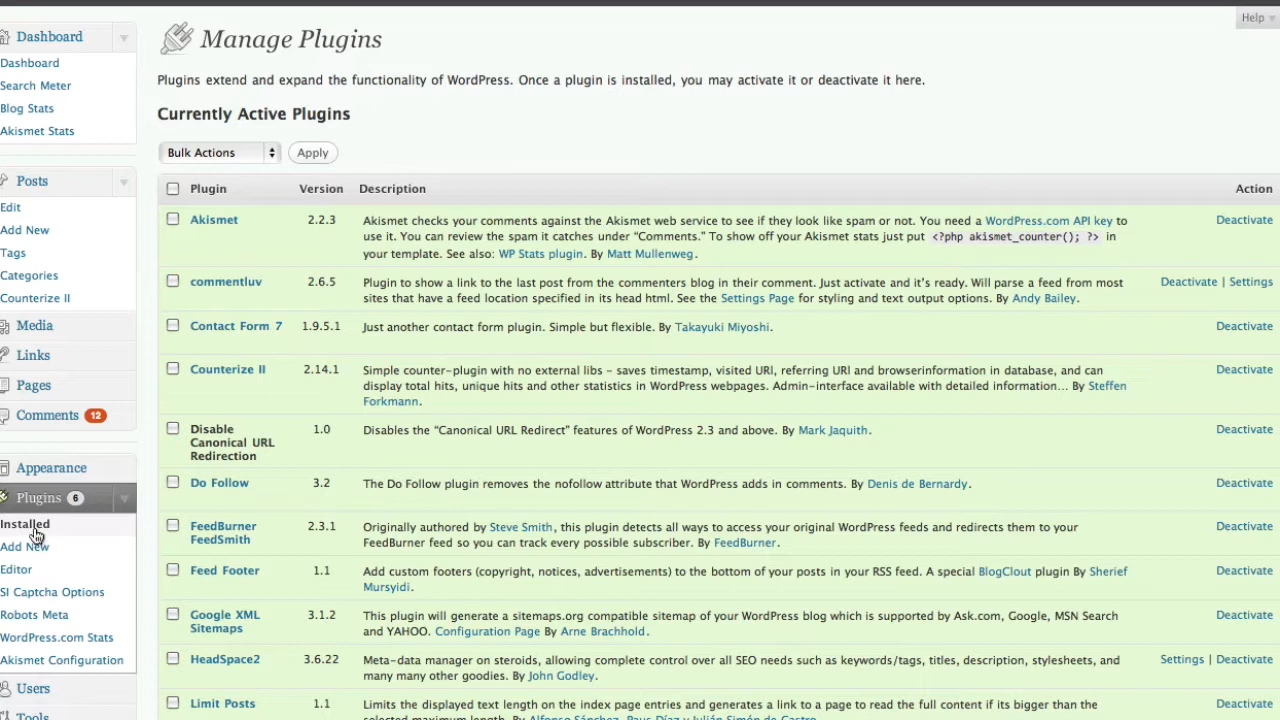 Help
Dashboard
Dashboard
Search Meter
Blog Stats
Akismet Stats
Posts
Edit
Add New
Tags
Categories
Counterize II
Media
Links
Pages
Comments 12
Appearance
Plugins 6
Installed
Add New
Editor
SI Captcha Options
Robots Meta
WordPress.com Stats
Akismet Configuration
Users
Tools
Manage Plugins
Plugins extend and expand the functionality of WordPress. Once a plugin is installed, you may activate it or deactivate it here.
Currently Active Plugins
Bulk Actions Apply
Plugin Version Description Action
Akismet 2.2.3 Akismet checks your comments against the Akismet web service to see if they look like spam or not. You need a WordPress.com API key to Deactivate
use it. You can review the spam it catches under “Comments.” To show off your Akismet stats just put <?php akismet_counter(); ?> in
your template. See also: WP Stats plugin. By Matt Mullenweg.
commentluv 2.6.5 Plugin to show a link to the last post from the commenters blog in their comment. Just activate and it's ready. Will parse a feed from most Deactivate | Settings
sites that have a feed location specified in its head html. See the Settings Page for styling and text output options. By Andy Bailey.
Contact Form 7 1.9.5.1 Just another contact form plugin. Simple but flexible. By Takayuki Miyoshi. Deactivate
Counterize II 2.14.1 Simple counter-plugin with no external libs – saves timestamp, visited URl, referring URl and browserinformation in database, and can Deactivate
display total hits, unique hits and other statistics in WordPress webpages. Admin-interface available with detailed information... By Steffen
Forkmann.
Disable 1.0 Disables the “Canonical URL Redirect” features of WordPress 2.3 and above. By Mark Jaquith. Deactivate
Canonical URL
Redirection
Do Follow 3.2 The Do Follow plugin removes the nofollow attribute that WordPress adds in comments. By Denis de Bernardy. Deactivate
FeedBurner 2.3.1 Originally authored by Steve Smith, this plugin detects all ways to access your original WordPress feeds and redirects them to your Deactivate
FeedSmith FeedBurner feed so you can track every possible subscriber. By FeedBurner.
Feed Footer 1.1 Add custom footers (copyright, notices, advertisements) to the bottom of your posts in your RSS feed. A special BlogClout plugin By Sherief Deactivate
Mursyidi.
Google XML 3.1.2 This plugin will generate a sitemaps.org compatible sitemap of your WordPress blog which is supported by Ask.com, Google, MSN Search Deactivate
Sitemaps and YAHOO. Configuration Page By Arne Brachhold.
HeadSpace2 3.6.22 Meta-data manager on steroids, allowing complete control over all SEO needs such as keywords/tags, titles, description, stylesheets, and Settings | Deactivate
many many other goodies. By John Godley.
Limit Posts 1.1 Limits the displayed text length on the index page entries and generates a link to a page to read the full content if its bigger than the Deactivate
selected maximum length. By Alfonso Sánchez, Paus Díaz y Julián Simón de Castro